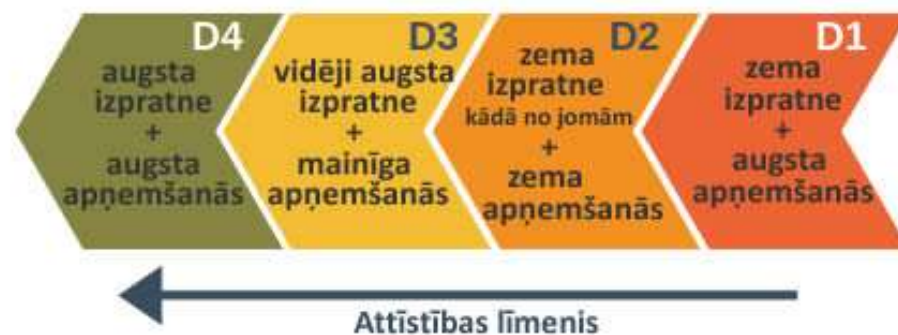 D4
augsta
izpratne
+
augsta
apņemšanās
D3
vidēji augsta
izpratne
+
mainīga
apņemšanās
D2
zema
izpratne
kādā no jomām
+
zema
apņemšanās
D1
zema
izpratne
+
augsta
apņemšanās
Attīstības līmenis